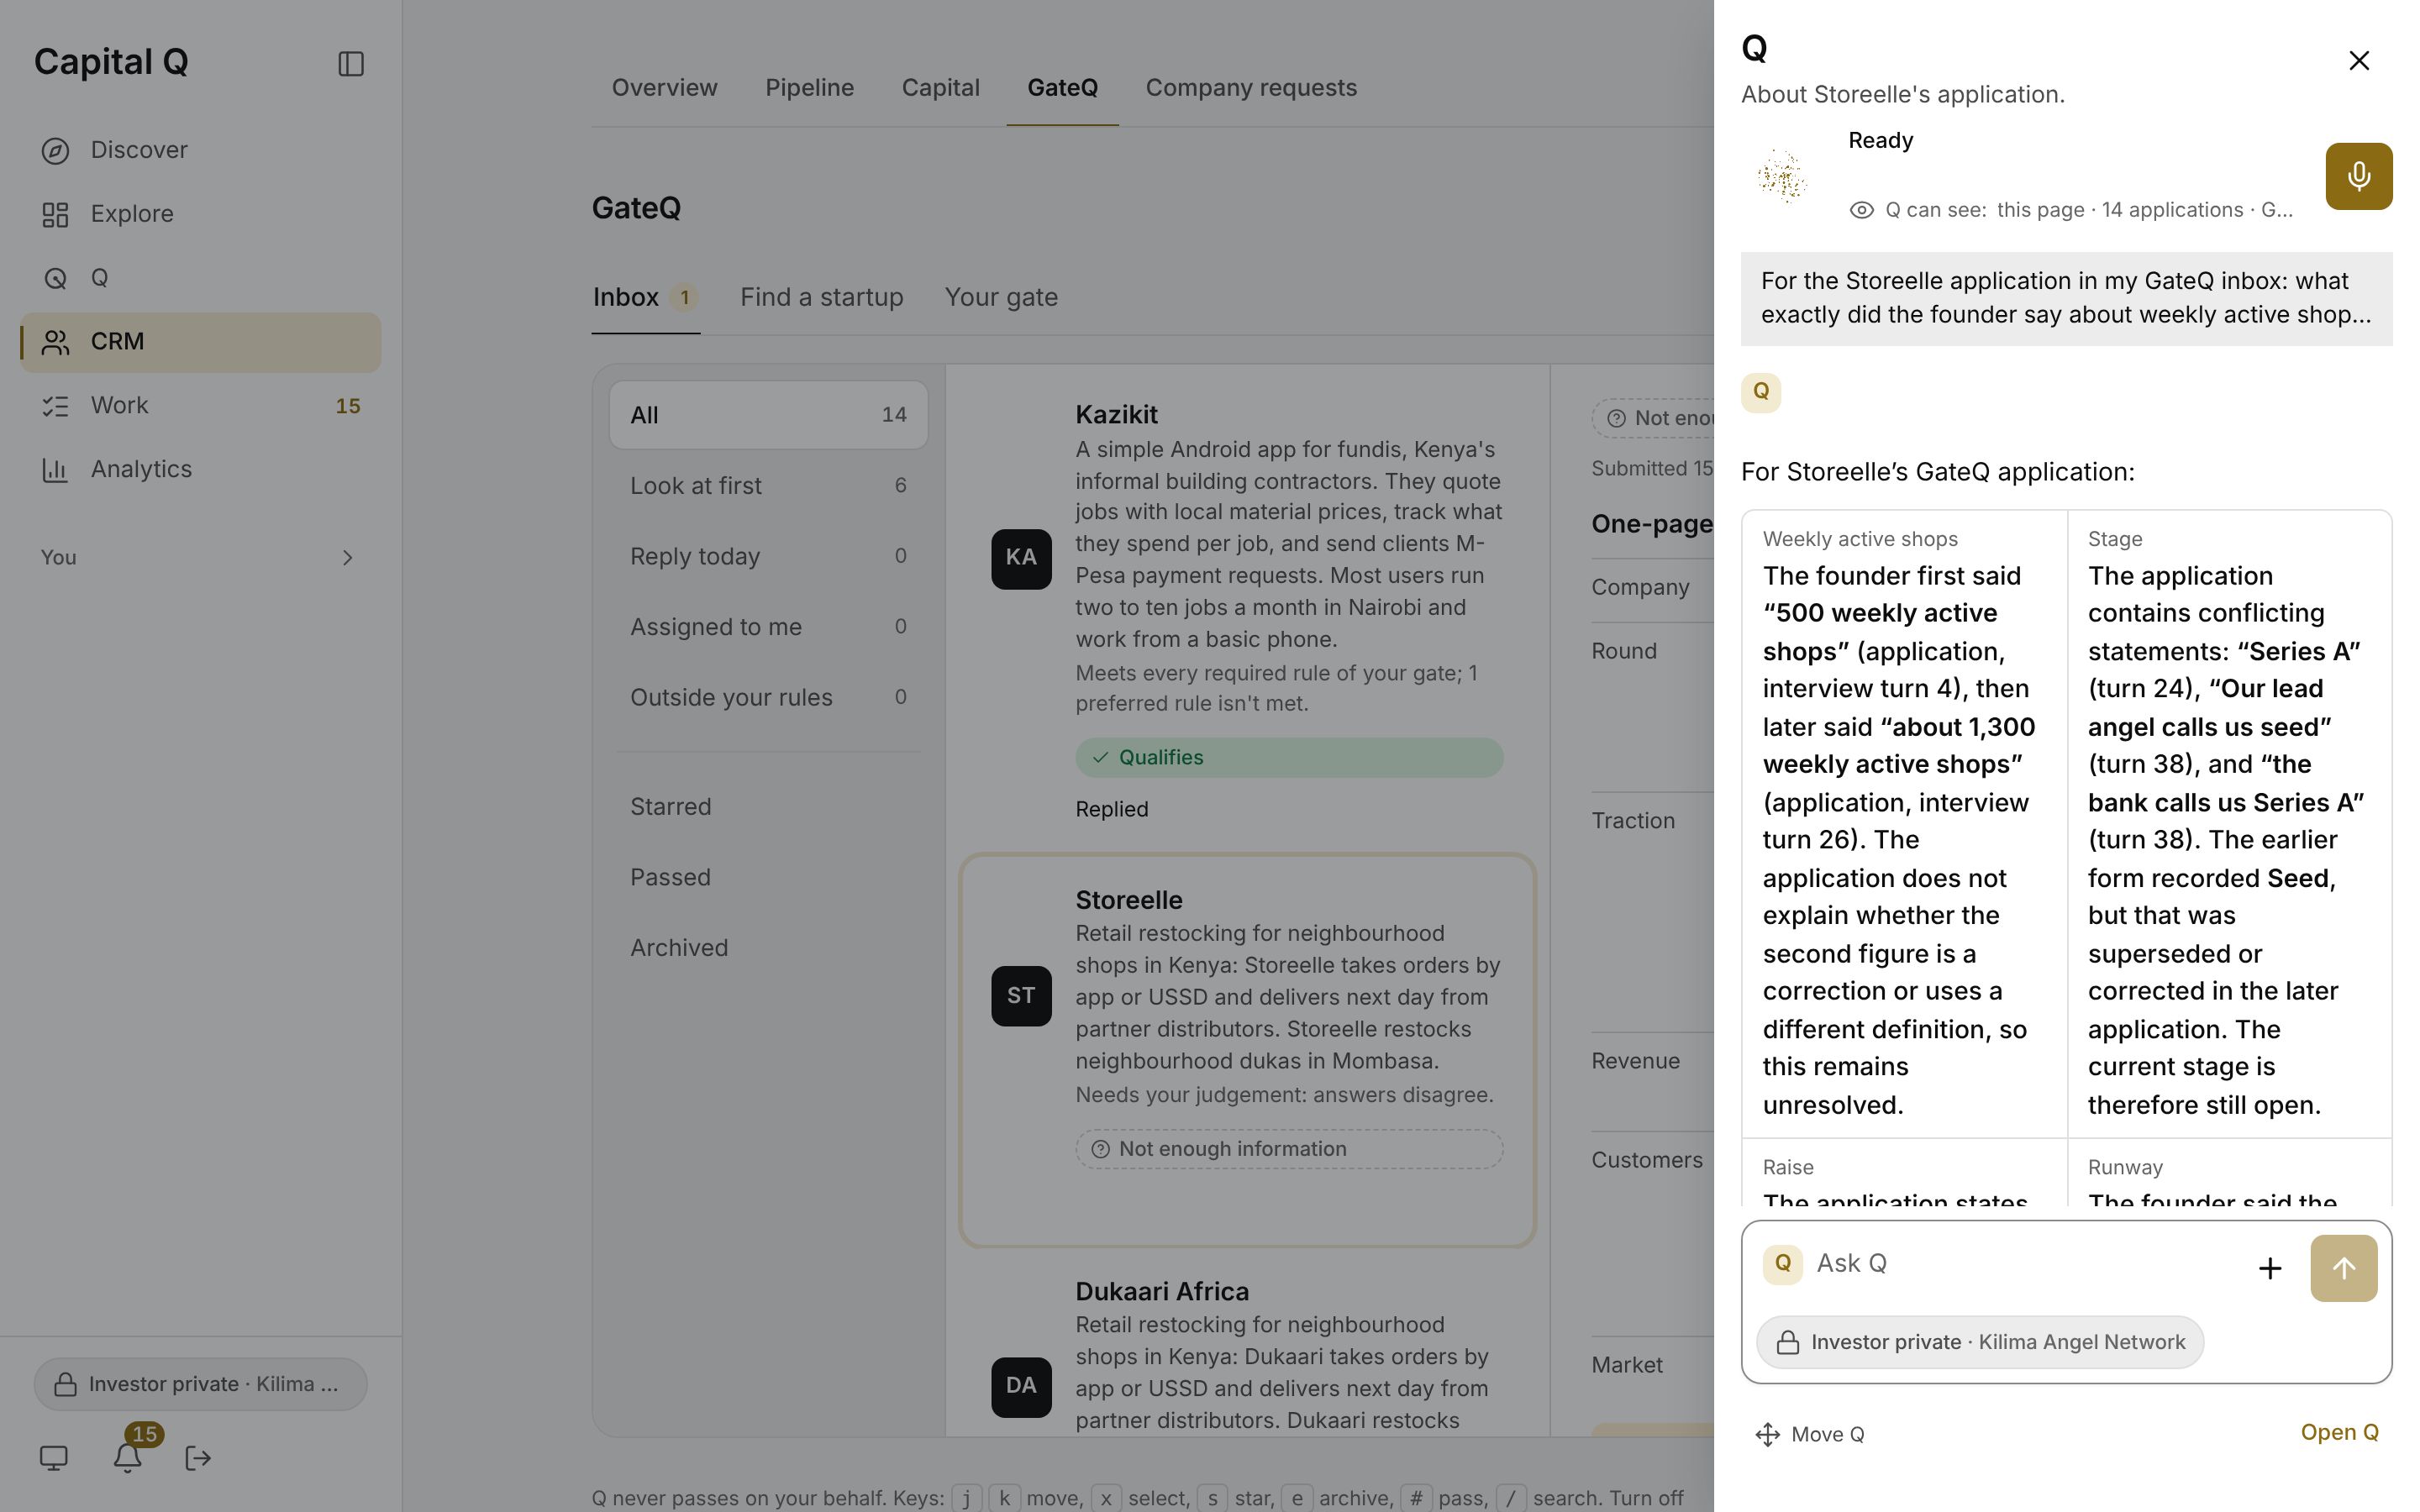 Capital Q
Discover
Explore
Q
CRM
Work 15
Analytics
You
Investor private · Kilima ...
15
Overview Pipeline Capital GateQ Company requests
GateQ
Inbox 1 Find a startup Your gate
All 14
Look at first 6
Reply today 0
Assigned to me 0
Outside your rules 0
Starred
Passed
Archived
KA
Kazikit
A simple Android app for fundis, Kenya's
informal building contractors. They quote
jobs with local material prices, track what
they spend per job, and send clients M-
Pesa payment requests. Most users run
two to ten jobs a month in Nairobi and
work from a basic phone.
Meets every required rule of your gate; 1
preferred rule isn't met.
Qualifies
Replied
ST
Storeelle
Retail restocking for neighbourhood
shops in Kenya: Storeelle takes orders by
app or USSD and delivers next day from
partner distributors. Storeelle restocks
neighbourhood dukas in Mombasa.
Needs your judgement: answers disagree.
Not enough information
DA
Dukaari Africa
Retail restocking for neighbourhood
shops in Kenya: Dukaari takes orders by
app or USSD and delivers next day from
partner distributors. Dukaari restocks
Not enou
Submitted 15
One-page
Company
Round
Traction
Revenue
Customers
Market
Q never passes on your behalf. Keys: j k move, x select, s star, e archive, # pass, / search. Turn off
Q
About Storeelle's application.
Ready
Q can see: this page · 14 applications · G...
For the Storeelle application in my GateQ inbox: what
exactly did the founder say about weekly active shop...
Q
For Storeelle’s GateQ application:
Weekly active shops
The founder first said
“500 weekly active
shops” (application,
interview turn 4), then
later said “about 1,300
weekly active shops”
(application, interview
turn 26). The
application does not
explain whether the
second figure is a
correction or uses a
different definition, so
this remains
unresolved.
Stage
The application
contains conflicting
statements: “Series A”
(turn 24), “Our lead
angel calls us seed”
(turn 38), and “the
bank calls us Series A”
(turn 38). The earlier
form recorded Seed,
but that was
superseded or
corrected in the later
application. The
current stage is
therefore still open.
Raise
The application states
Runway
The founder said the
Q Ask Q
Investor private · Kilima Angel Network
Move Q
Open Q